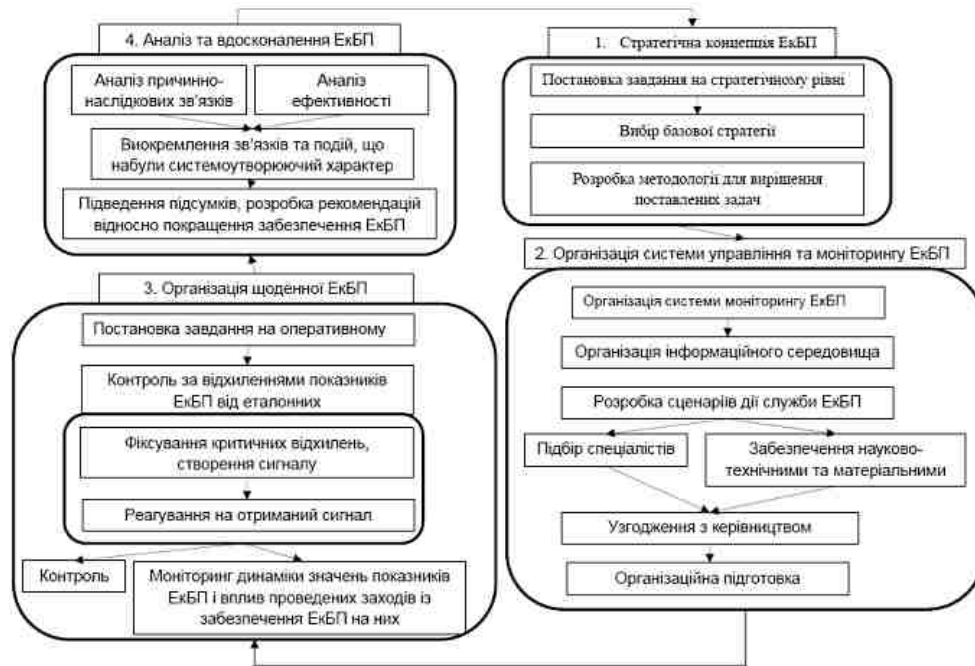 4. Аналіз та вдосконалення ЕкБП
Аналіз причинно-
наслідкових зв'язків
Аналіз
ефективності
Виокремлення зв'язків та подій, що
набули системоутворюючий характер
Підведення підсумків, розробка рекомендацій
відносно покращення забезпечення ЕкБП
1. Стратегічна концепція ЕкБП
Постановка завдання на стратегічному рівні
Вибір базової стратегії
Розробка методології для вирішення
поставлених задач
2. Організація системи управління та моніторингу ЕкБП
Організація системи моніторингу ЕкБП
Організація інформаційного середовища
Розробка сценаріїв дії служби ЕкБП
Підбір спеціалістів
Забезпечення науково-
технічними та матеріальними
Узгодження з керівництвом
Організаційна підготовка
3. Організація щоденної ЕкБП
Постановка завдання на оперативному
Контроль за відхиленнями показників
ЕкБП від еталонних
Фіксування критичних відхилень,
створення сигналу
Реагування на отриманий сигнал
Контроль
Моніторинг динаміки значень показників
ЕкБП і вплив проведених заходів із
забезпечення ЕкБП на них